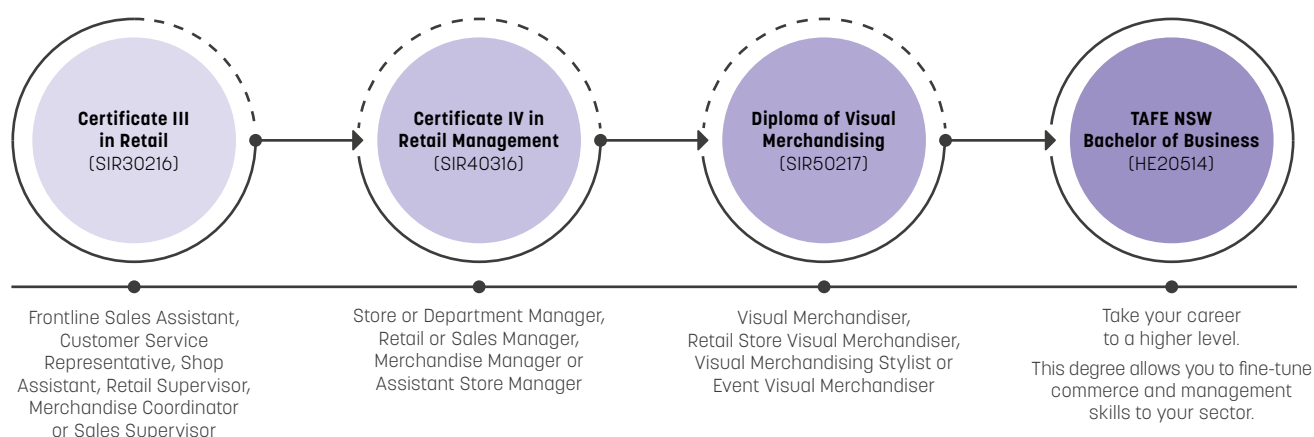 Certificate III
in Retail
(SIR30216)
Certificate IV in
Retail Management
(SIR40316)
Diploma of Visual
Merchandising
(SIR50217)
TAFE NSW
Bachelor of Business
(HE20514)
Frontline Sales Assistant,
Customer Service
Representative, Shop
Assistant, Retail Supervisor,
Merchandise Coordinator
or Sales Supervisor
Store or Department Manager,
Retail or Sales Manager,
Merchandise Manager or
Assistant Store Manager
Visual Merchandiser,
Retail Store Visual Merchandiser,
Visual Merchandising Stylist or
Event Visual Merchandiser
Take your career
to a higher level.
This degree allows you to fine-tune
commerce and management
skills to your sector.